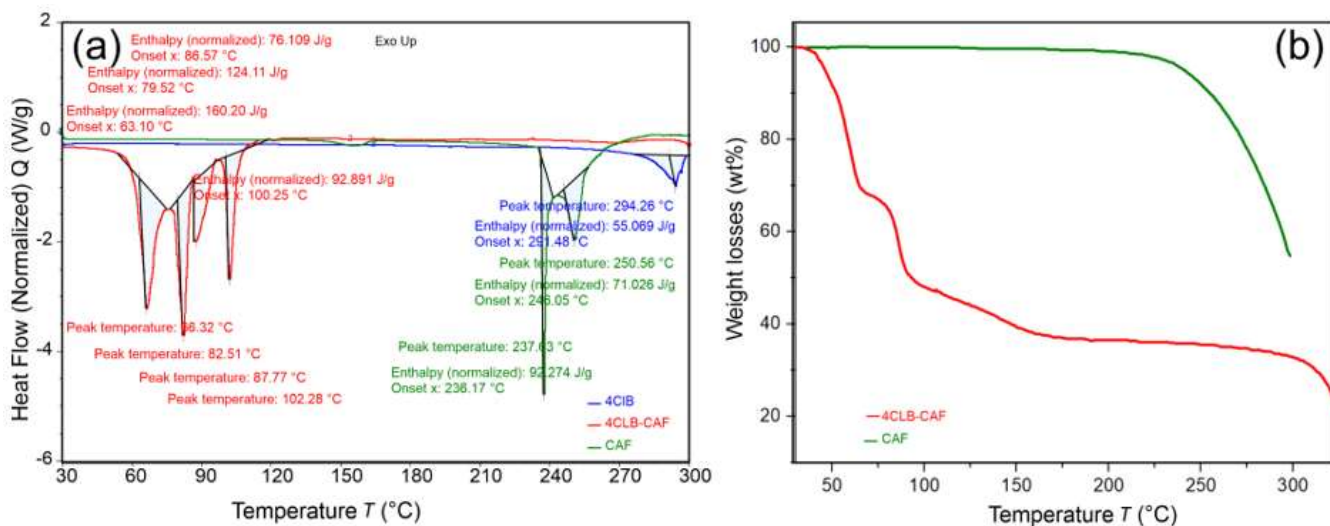 (a)
Enthalpy (normalized): 76.109 J/g
Onset x: 86.57 °C
Exo Up
Enthalpy (normalized): 124.11 J/g
Onset x: 79.52 °C
Enthalpy (normalized): 160.20 J/g
Onset x: 63.10 °C
Enthalpy (normalized): 92.891 J/g
Onset x: 100.25 °C
Peak temperature: 294.26 °C
Enthalpy (normalized): 55.069 J/g
Onset x: 291.48 °C
Peak temperature: 250.56 °C
Enthalpy (normalized): 71.026 J/g
Onset x: 246.05 °C
Peak temperature: 66.32 °C
Peak temperature: 82.51 °C
Peak temperature: 87.77 °C
Peak temperature: 102.28 °C
Peak temperature: 237.63 °C
Enthalpy (normalized): 92.274 J/g
Onset x: 236.17 °C
4ClB
4CLB-CAF
CAF
2
0
-2
-4
-6
Heat Flow (Normalized) Q (W/g)
30 60 90 120 150 180 210 240 270 300
Temperature T (°C)
(b)
100
80
60
40
20
Weight losses (wt%)
4CLB-CAF
CAF
50 100 150 200 250 300
Temperature T (°C)